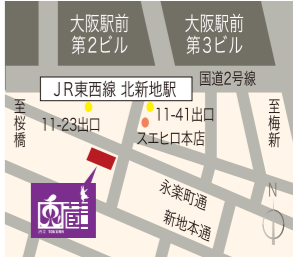 大阪駅前
第2ビル
大阪駅前
第3ビル
国道2号線
JR東西線 北新地駅
至桜橋
11-23出口
11-41出口
スエヒロ本店
至梅新
永楽町通
新地本通
N